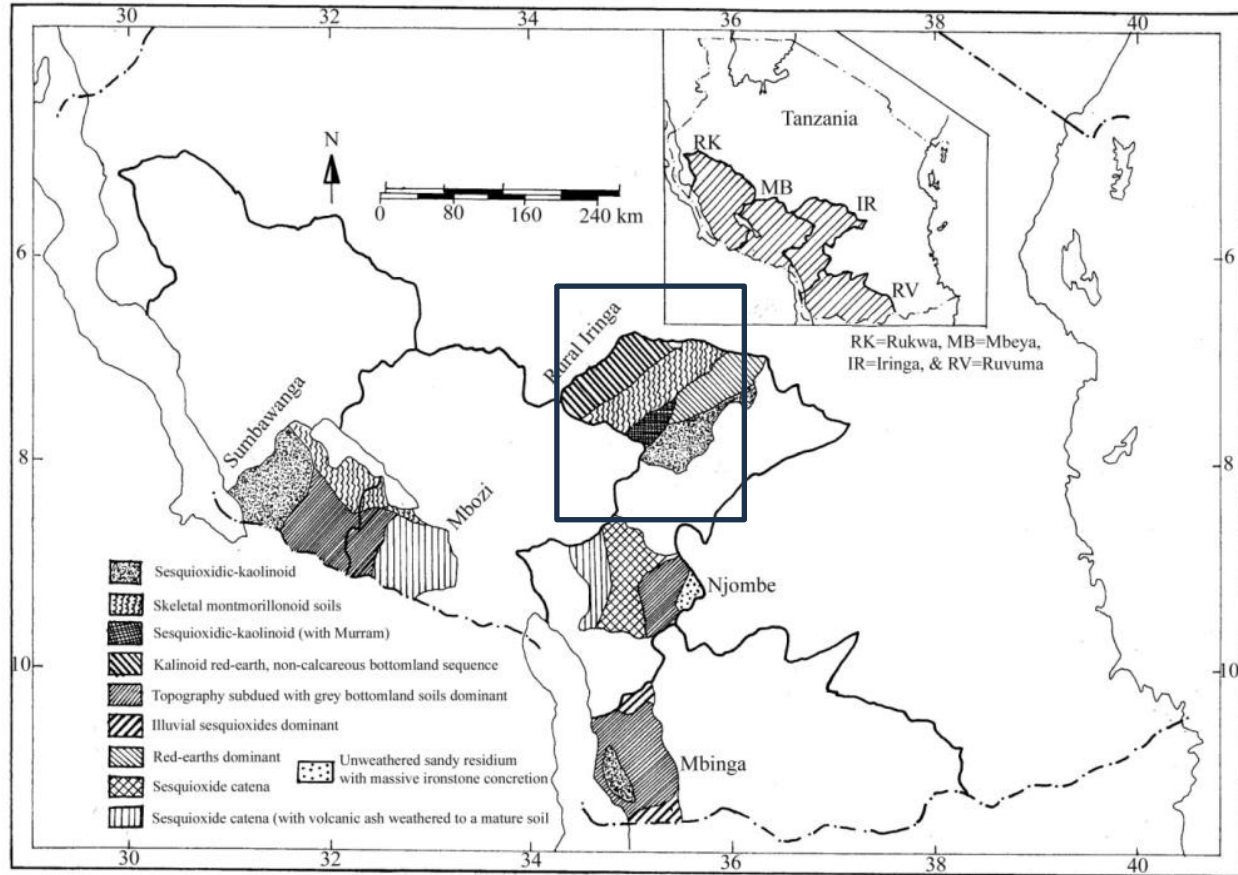 30 32 34 36 38 40
N
0 80 160 240 km
Tanzania
RK
MB
IR
RV
RK=Rukwa, MB=Mbeya,
IR=Iringa, & RV=Ruvuma
6 6
Rural Iringa
Sumbawanga
8 8
Mbozi
Njombe
10 10
Mbinga
Sesquioxidic-kaolinoid
Skeletal montmorillonoid soils
Sesquioxidic-kaolinoid (with Murram)
Kalinoid red-earth, non-calcareous bottomland sequence
Topography subdued with grey bottomland soils dominant
Illuvial sesquioxides dominant
Red-earths dominant
Unweathered sandy residium
with massive ironstone concretion
Sesquioxide catena
Sesquioxide catena (with volcanic ash weathered to a mature soil
30 32 34 36 38 40